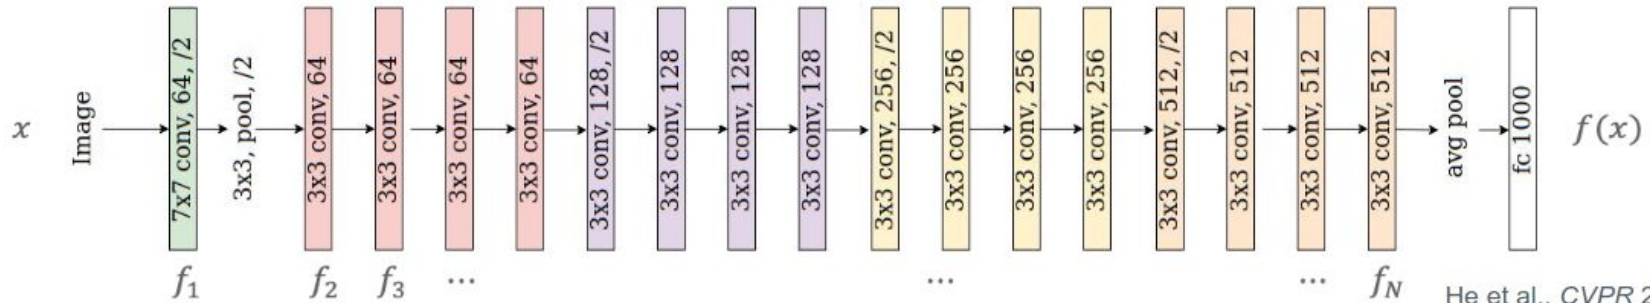 x
Image
7x7 conv, 64, /2
3x3, pool, /2
3x3 conv, 64
3x3 conv, 64
3x3 conv, 64
3x3 conv, 64
3x3 conv, 128, /2
3x3 conv, 128
3x3 conv, 128
3x3 conv, 128
3x3 conv, 256, /2
3x3 conv, 256
3x3 conv, 256
3x3 conv, 256
3x3 conv, 512, /2
3x3 conv, 512
3x3 conv, 512
3x3 conv, 512
avg pool
fc 1000
f(x)
f₁ f₂ f₃ ... ... ... f_N
He et al., CVPR 2